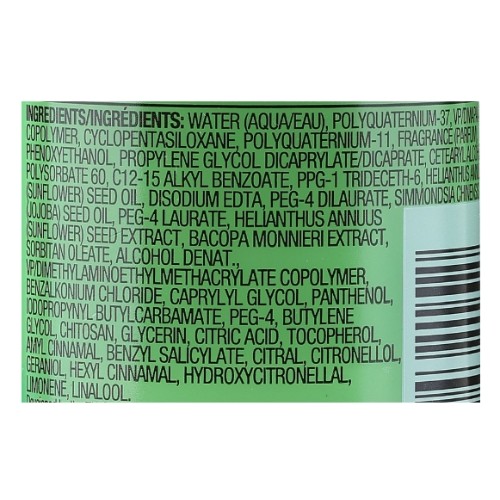 INGREDIENTS/INGRÉDIENTS: WATER (AQUA/EAU), POLYQUATERNIUM-37, VP/DMAPA
COPOLYMER, CYCLOPENTASILOXANE, POLYQUATERNIUM-11, FRAGRANCE (PARFUM),
PHENOXYETHANOL, PROPYLENE GLYCOL DICAPRYLATE/DICAPRATE, CETEARYL
POLYSORBATE 60, C12-15 ALKYL BENZOATE, PPG-1 TRIDECETH-6, HELIANTHUS
(SUNFLOWER) SEED OIL, DISODIUM EDTA, PEG-4 DILAURATE, SIMMONDSIA
(JOJOBA) SEED OIL, PEG-4 LAURATE, HELIANTHUS ANNUUS
(SUNFLOWER) SEED EXTRACT, BACOPA MONNIERI EXTRACT,
SORBITAN OLEATE, ALCOHOL DENAT.,
VP/DIMETHYLAMINOETHYLMETHACRYLATE COPOLYMER,
BENZALKONIUM CHLORIDE, CAPRYLYL GLYCOL, PANTHENOL,
IODOPROPYNYL BUTYLCARBAMATE, PEG-4, BUTYLENE
GLYCOL, CHITOSAN, GLYCERIN, CITRIC ACID, TOCOPHEROL,
AMYL CINNAMAL, BENZYL SALICYLATE, CITRAL, CITRONELLOL,
GERANIOL, HEXYL CINNAMAL, HYDROXYCITRONELLAL,
LIMONENE, LINALOOL.